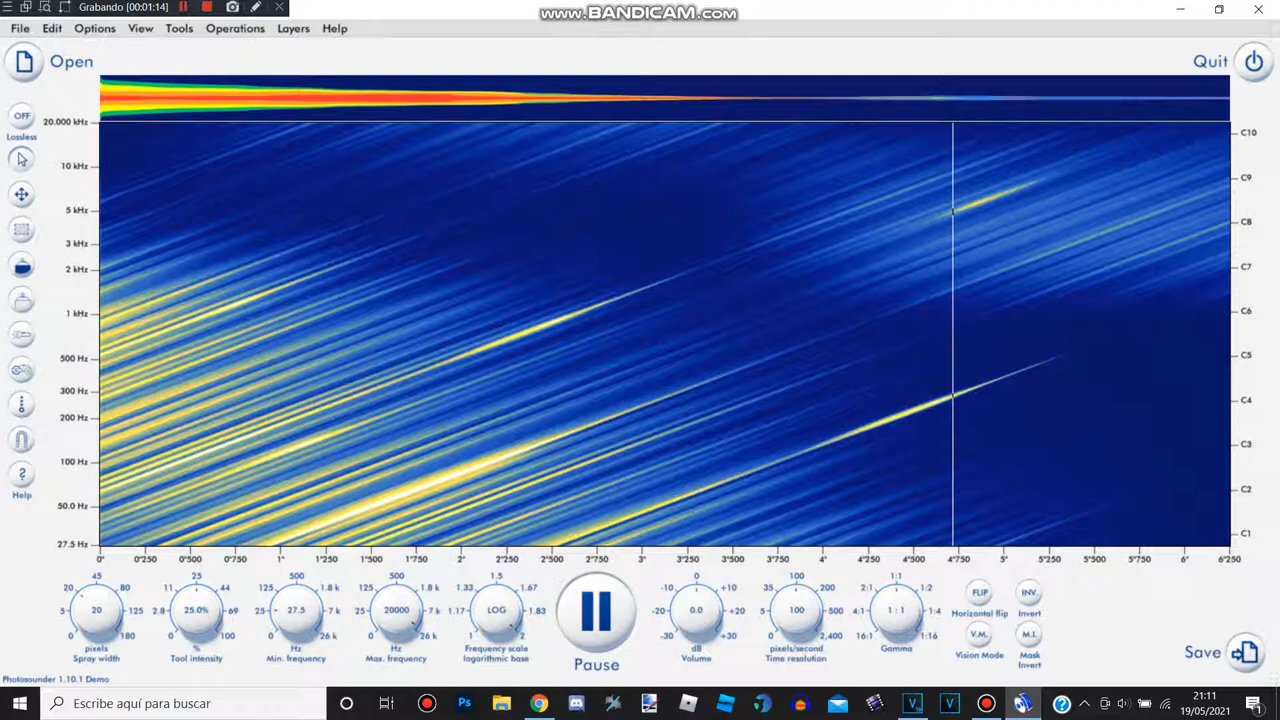 Grabando [00:01:14]
www.BANDICAM.com
File Edit Options View Tools Operations Layers Help
Open
Quit
OFF
Lossless
Help
20.000 kHz
10 kHz
5 kHz
3 kHz
2 kHz
1 kHz
500 Hz
300 Hz
200 Hz
100 Hz
50.0 Hz
27.5 Hz
C10
C9
C8
C7
C6
C5
C4
C3
C2
C1
0" 0"250 0"500 0"750 1" 1"250 1"500 1"750 2" 2"250 2"500 2"750 3" 3"250 3"500 3"750 4" 4"250 4"500 4"750 5" 5"250 5"500 5"750 6" 6"250
45
20 80
5 20 125
0 180
pixels
Spray width
25
11 44
2.8 25.0% 69
0 100
%
Tool intensity
500
125 1.8 k
25 27.5 7 k
0 26 k
Hz
Min. frequency
500
125 1.8 k
25 20000 7 k
0 26 k
Hz
Max. frequency
1.5
1.33 1.67
1.17 LOG 1.83
1 2
Frequency scale
logarithmic base
Pause
0
-10 +10
-20 0.0 +20
-30 +30
dB
Volume
100
35 200
5 100 500
0 2,400
pixels/second
Time resolution
1:1
2:1 1:2
4:1 1 : 1 1:4
16:1 1:16
Gamma
FLIP
Horizontal flip
INV.
Invert
V.M.
Vision Mode
M.I.
Mask
Invert
Save
Photosounder 1.10.1 Demo
Escribe aquí para buscar
21:11
19/05/2021